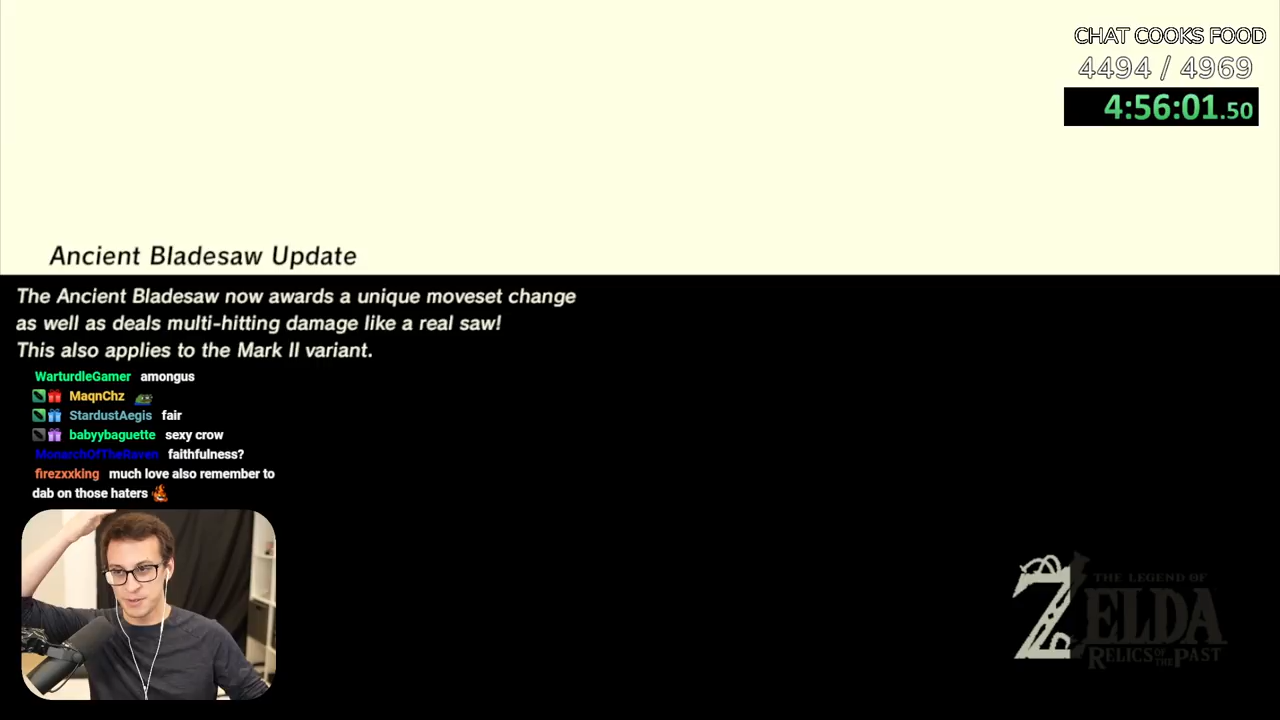 CHAT COOKS FOOD
4494 / 4969
4:56:01.50
Ancient Bladesaw Update
The Ancient Bladesaw now awards a unique moveset change
as well as deals multi-hitting damage like a real saw!
This also applies to the Mark II variant.
WarturdleGamer amongus
MaqnChz
StardustAegis fair
babyybaguette sexy crow
MonarchOfTheRaven faithfulness?
firezxxking much love also remember to
dab on those haters
THE LEGEND OF
ZELDA
RELICS OF THE PAST